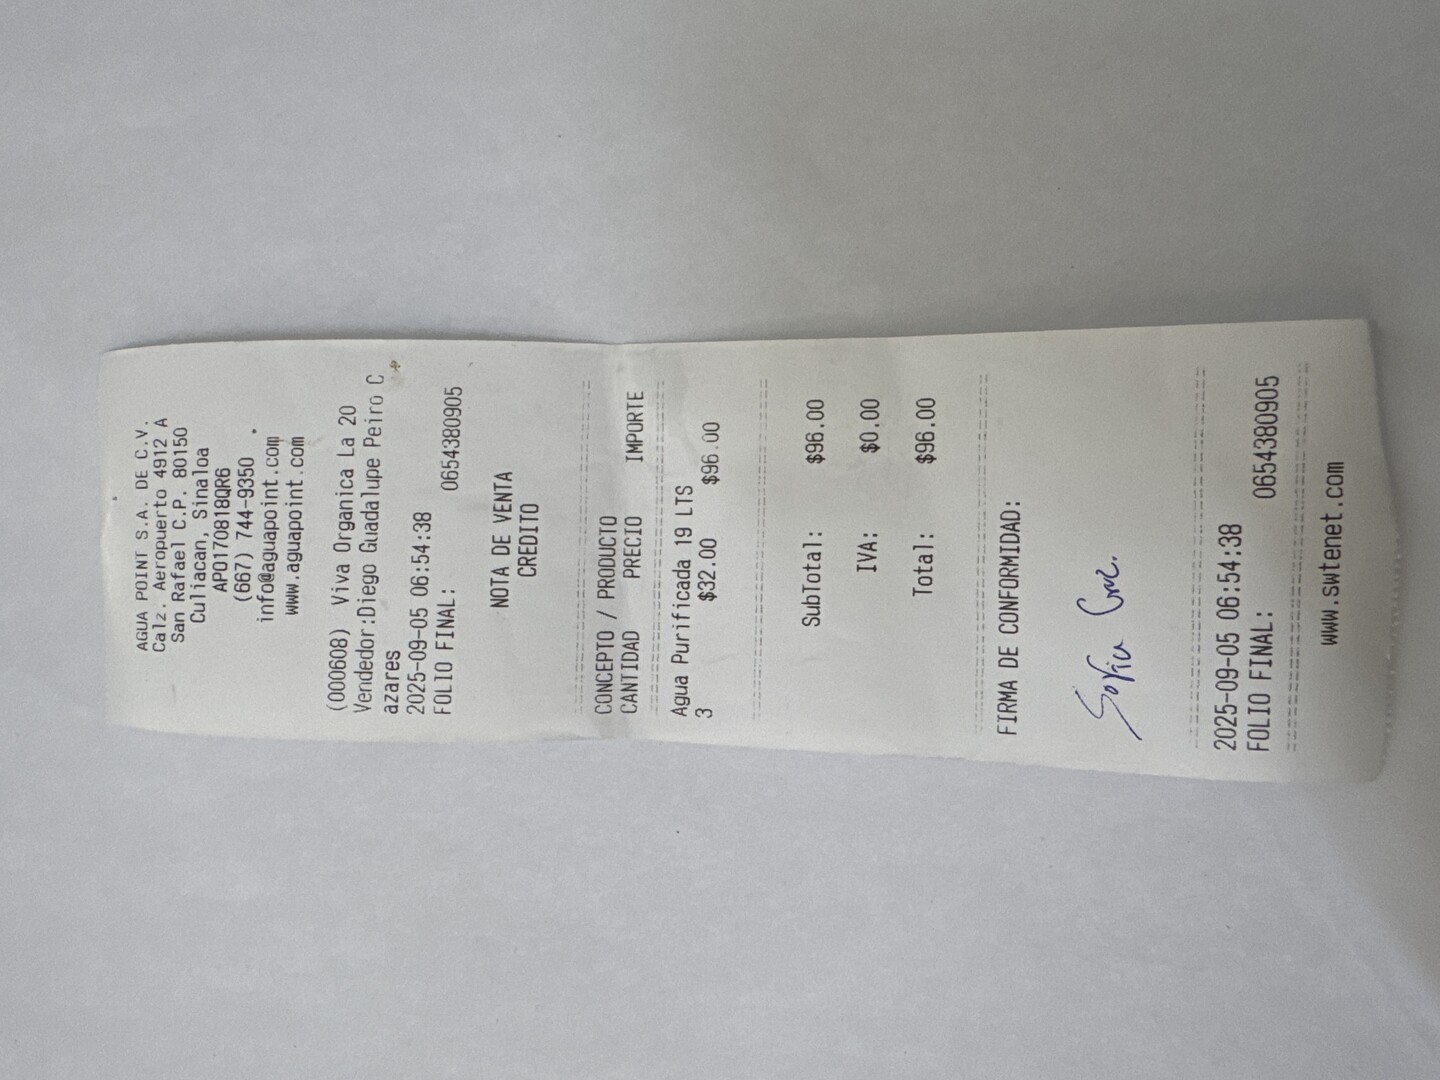 AGUA POINT S.A. DE C.V.
Calz. Aeropuerto 4912 A
San Rafael C.P. 80150
Culiacan, Sinaloa
APO170818QR6
(667) 744-9350
info@aguapoint.com
www.aguapoint.com
(000608) Viva Organica La 20
Vendedor:Diego Guadalupe Peiro C
azares
2025-09-05 06:54:38
FOLIO FINAL: 0654380905
NOTA DE VENTA
CREDITO
CONCEPTO / PRODUCTO
CANTIDAD PRECIO IMPORTE
Agua Purificada 19 LTS
3 $32.00 $96.00
SubTotal: $96.00
IVA: $0.00
Total: $96.00
FIRMA DE CONFORMIDAD:
2025-09-05 06:54:38
FOLIO FINAL: 0654380905
www.swtenet.com